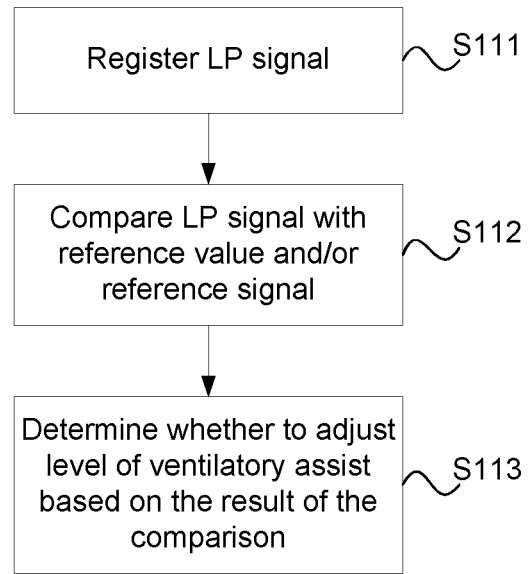 Register LP signal
S111
Compare LP signal with
reference value and/or
reference signal
S112
Determine whether to adjust
level of ventilatory assist
based on the result of the
comparison
S113